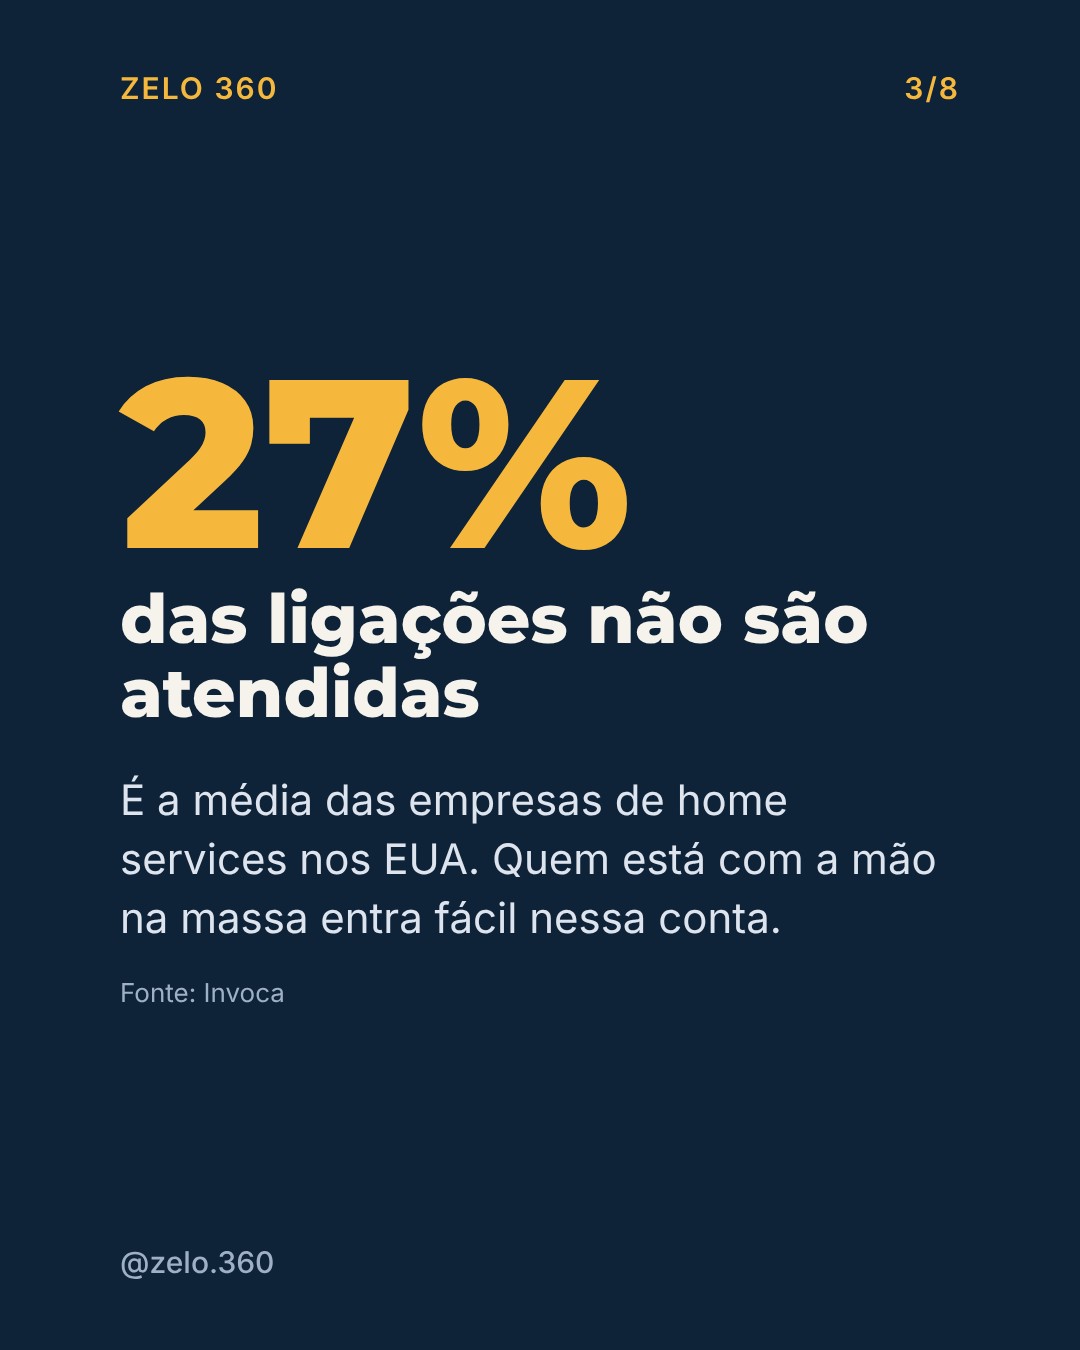 ZELO 360
3/8
27%
das ligações não são
atendidas
É a média das empresas de home
services nos EUA. Quem está com a mão
na massa entra fácil nessa conta.
Fonte: Invoca
@zelo.360